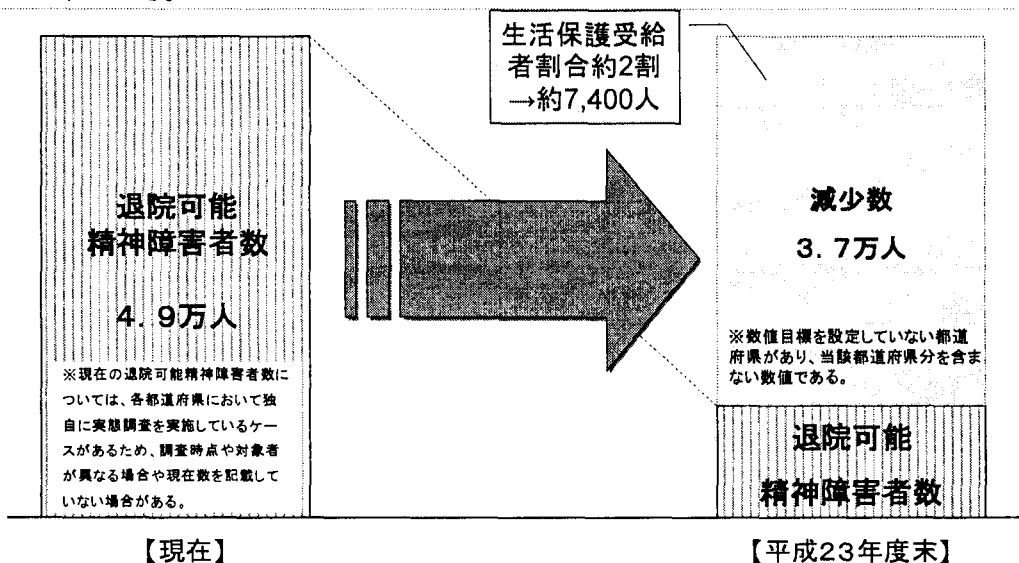 生活保護受給
者割合約2割
→約7,400人
退院可能
精神障害者数
4.9万人
※現在の退院可能精神障害者数に
ついては、各都道府県において独
自に実態調査を実施しているケー
スがあるため、調査時点や対象者
が異なる場合や現在数を記載して
いない場合がある。
減少数
3.7万人
※数値目標を設定していない都道
府県があり、当該都道府県分を含ま
ない数値である。
退院可能
精神障害者数
【現在】
【平成23年度末】